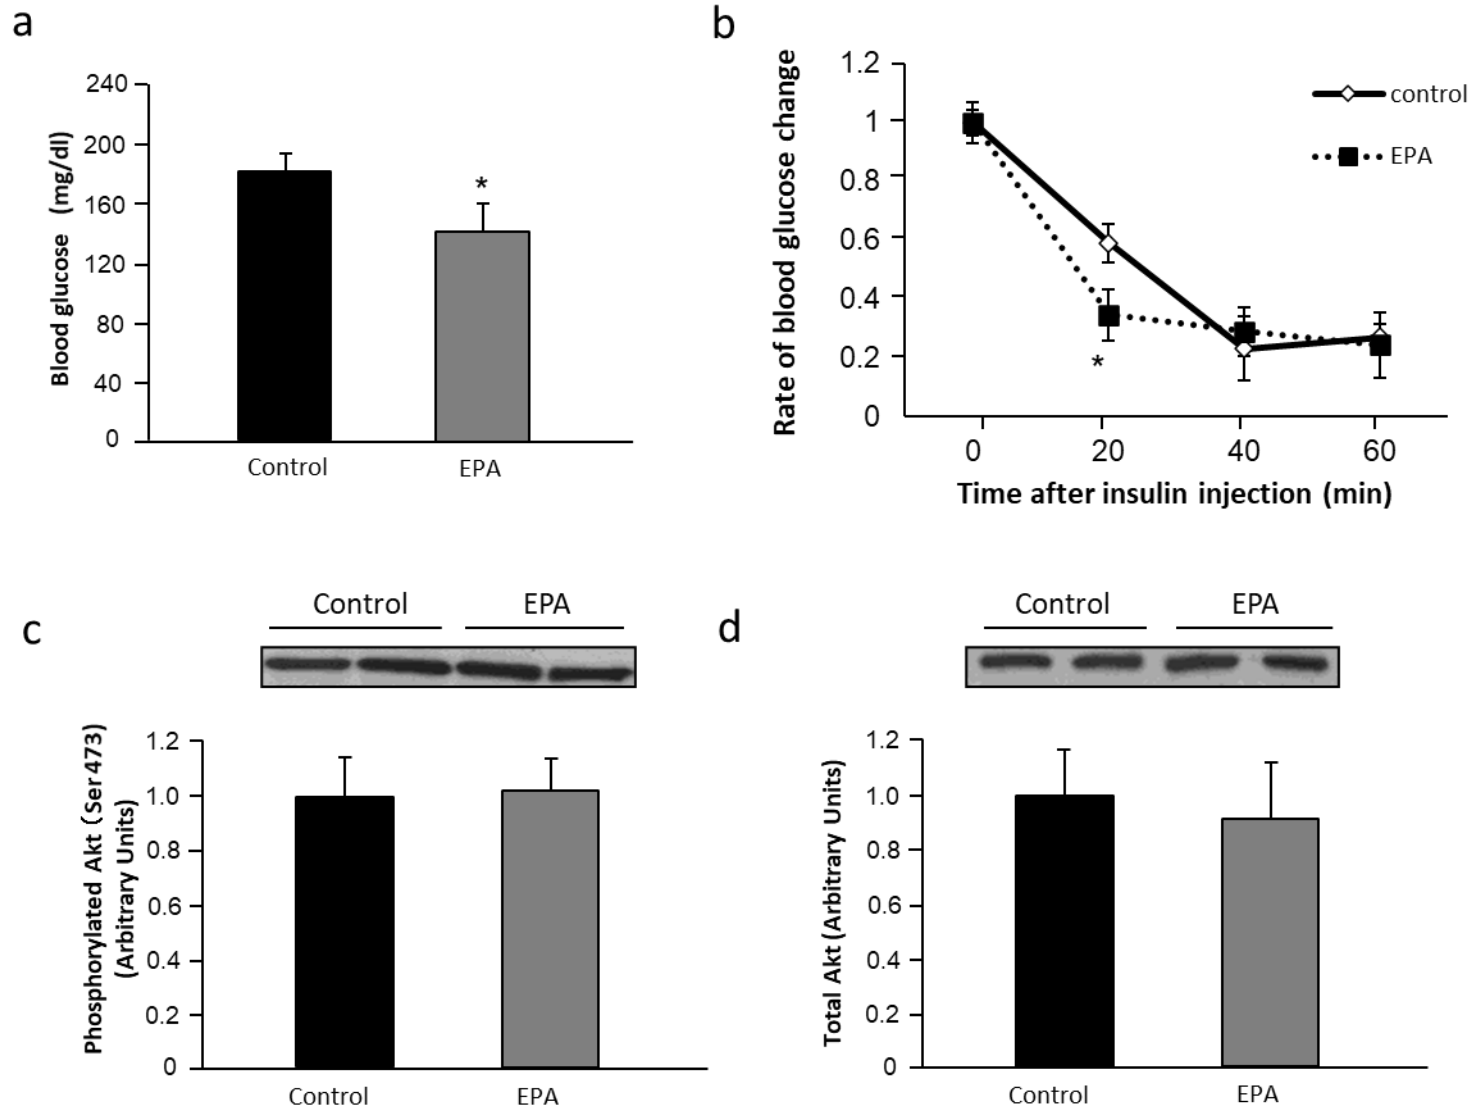 a
Blood glucose (mg/dl)
240
200
160
120
80
40
0
*
Control
EPA
b
Rate of blood glucose change
1.2
1
0.8
0.6
0.4
0.2
0
control
EPA
*
0
20
40
60
Time after insulin injection (min)
c
Control
EPA
Phosphorylated Akt (Ser 473)
(Arbitrary Units)
1.2
1.0
0.8
0.6
0.4
0.2
0
Control
EPA
d
Control
EPA
Total Akt (Arbitrary Units)
1.2
1.0
0.8
0.6
0.4
0.2
0
Control
EPA